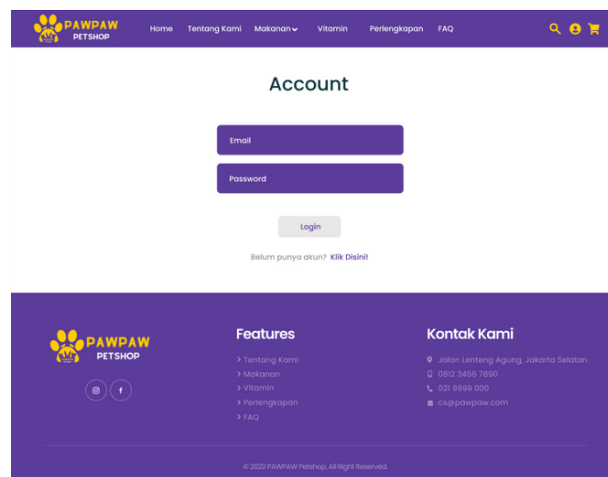 PAWPAW
PETSHOP
Home Tentang Kami Makanan Vitamin Perlengkapan FAQ
Account
Email
Password
Login
Belum punya akun? Klik Disini!
PAWPAW
PETSHOP
Features
> Tentang Kami
> Makanan
> Vitamin
> Perlengkapan
> FAQ
Kontak Kami
Jalan Lenteng Agung, Jakarta Selatan
0812 3456 7890
021 9999 000
cs@pawpaw.com
© 2022 PAWPAW Petshop, All Right Reserved.